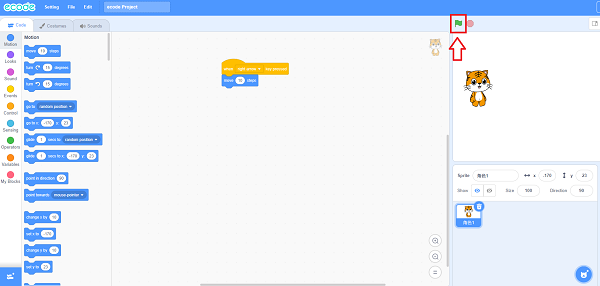 ecode Setting File Edit ecode Project
Code Costumes Sounds
Motion
Looks
Sound
Events
Control
Sensing
Operators
Variables
My Blocks
Motion
move 10 steps
turn 15 degrees
turn 15 degrees
go to random position
go to x: -170 y: 23
glide 1 secs to random position
glide 1 secs to x: -170 y: 23
point in direction 90
point towards mouse-pointer
change x by 10
set x to -170
change y by 10
set y to 23
when right arrow key pressed
move 10 steps
Sprite 角色1 x -170 y 23
Show Size 100 Direction 90
角色1